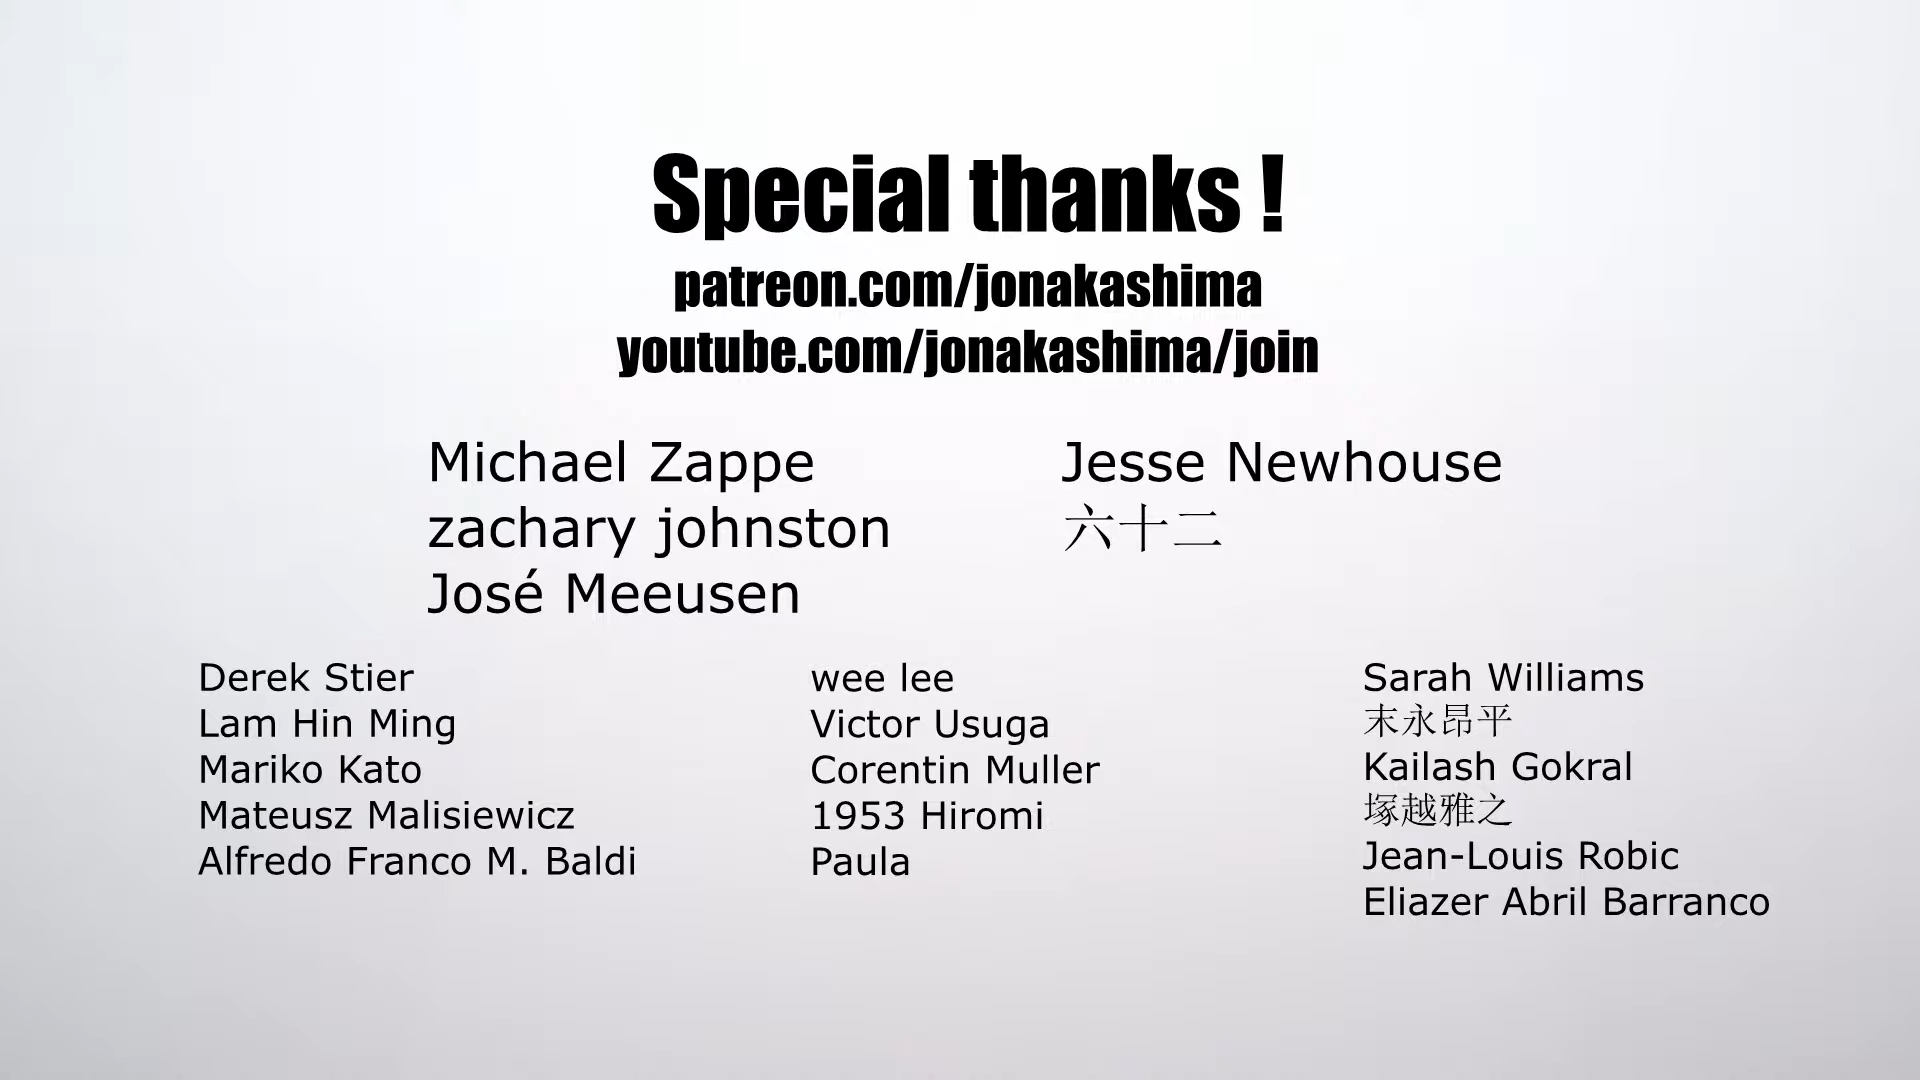 Special thanks !
patreon.com/jonakashima
youtube.com/jonakashima/join
Michael Zappe
zachary johnston
José Meeusen
Jesse Newhouse
六十二
Derek Stier
Lam Hin Ming
Mariko Kato
Mateusz Malisiewicz
Alfredo Franco M. Baldi
wee lee
Victor Usuga
Corentin Muller
1953 Hiromi
Paula
Sarah Williams
末永昂平
Kailash Gokral
塚越雅之
Jean-Louis Robic
Eliazer Abril Barranco